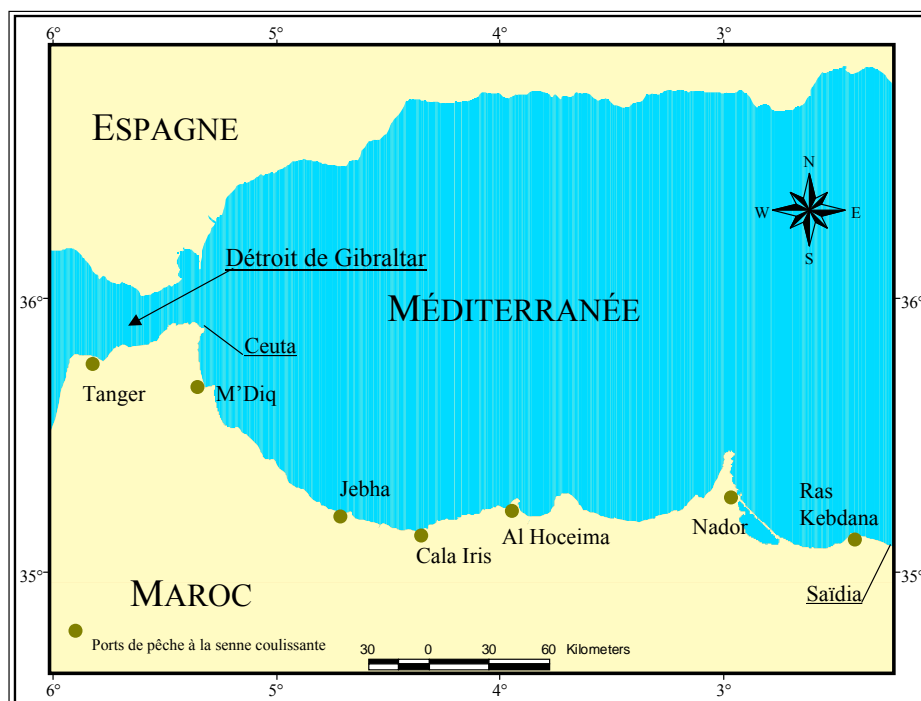 6° 5° 4° 3°
ESPAGNE
N
W E
S
Détroit de Gibraltar
36° 36°
MÉDITERRANÉE
Ceuta
Tanger
M'Diq
Jebha
Ras
Kebdana
Nador
Al Hoceima
Cala Iris
35° 35°
Saïdia
MAROC
Ports de pêche à la senne coulissante
30 0 30 60 Kilometers
6° 5° 4° 3°